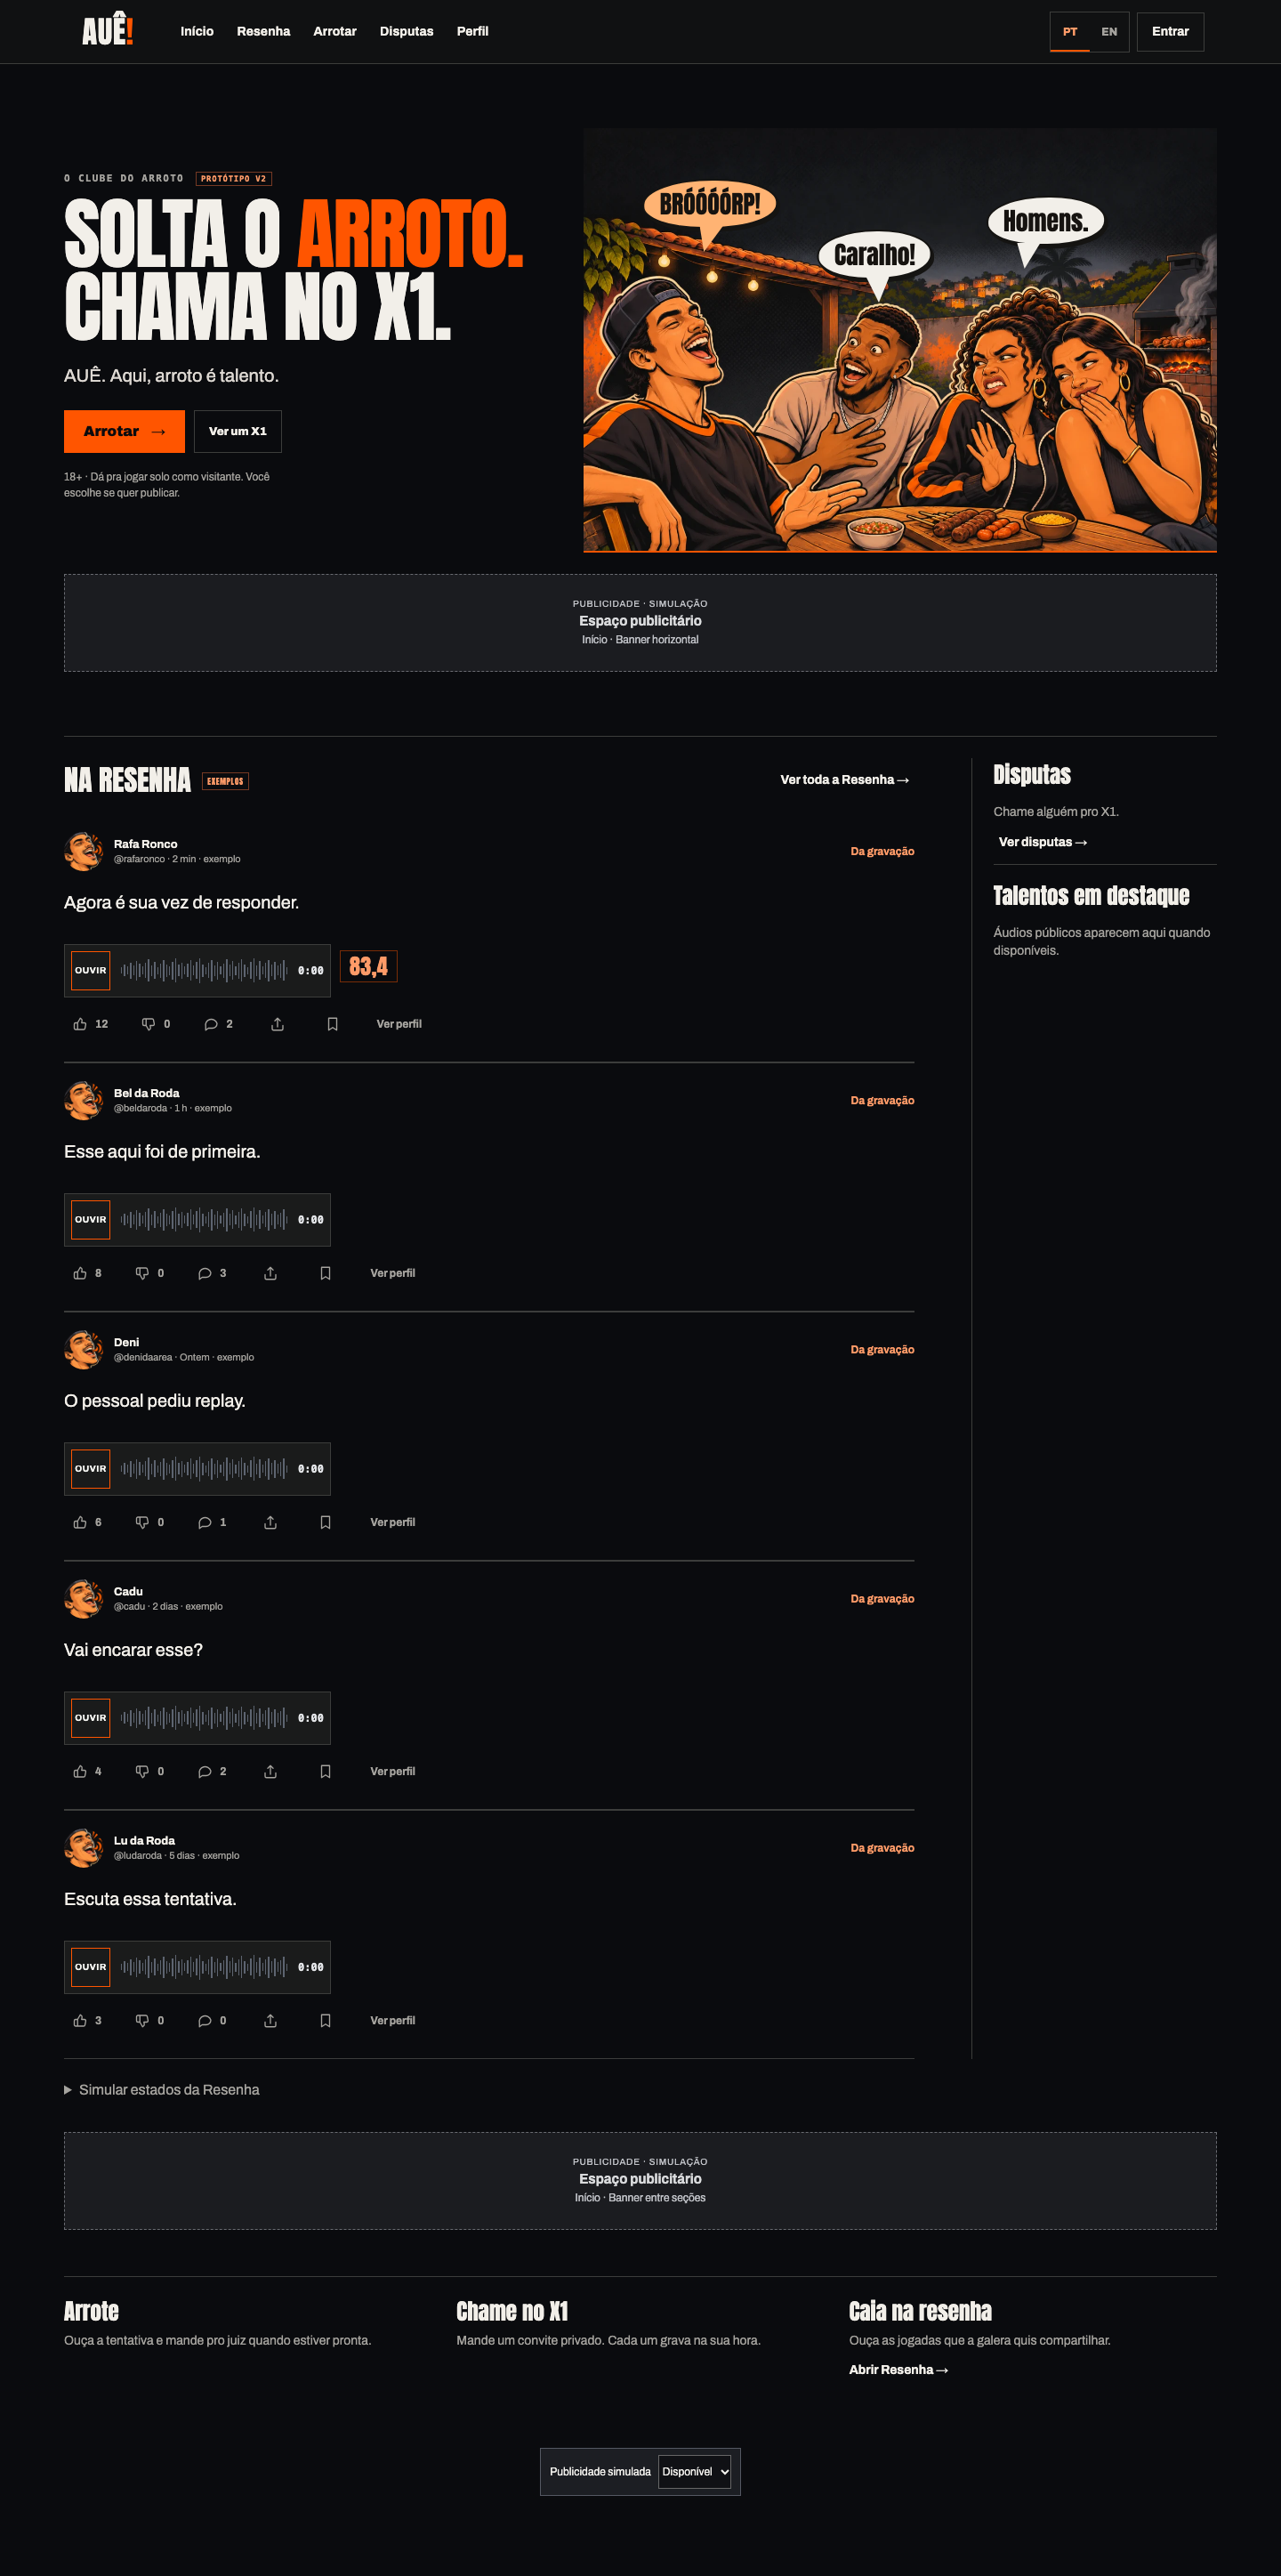 AUÊ!
Início
Resenha
Arrotar
Disputas
Perfil
PT
EN
Entrar
O CLUBE DO ARROTO
PROTÓTIPO V2
SOLTA O ARROTO.
CHAMA NO X1.
AUÊ. Aqui, arroto é talento.
Arrotar →
Ver um X1
18+ · Dá pra jogar solo como visitante. Você
escolhe se quer publicar.
BRÓÓÓÓRP!
Caralho!
Homens.
PUBLICIDADE · SIMULAÇÃO
Espaço publicitário
Início · Banner horizontal
NA RESENHA
EXEMPLOS
Ver toda a Resenha →
Rafa Ronco
@rafaronco · 2 min · exemplo
Da gravação
Agora é sua vez de responder.
OUVIR
0:00
83,4
12
0
2
Ver perfil
Bel da Roda
@beldaroda · 1 h · exemplo
Da gravação
Esse aqui foi de primeira.
OUVIR
0:00
8
0
3
Ver perfil
Deni
@denidaarea · Ontem · exemplo
Da gravação
O pessoal pediu replay.
OUVIR
0:00
6
0
1
Ver perfil
Cadu
@cadu · 2 dias · exemplo
Da gravação
Vai encarar esse?
OUVIR
0:00
4
0
2
Ver perfil
Lu da Roda
@ludaroda · 5 dias · exemplo
Da gravação
Escuta essa tentativa.
OUVIR
0:00
3
0
0
Ver perfil
Disputas
Chame alguém pro X1.
Ver disputas →
Talentos em destaque
Áudios públicos aparecem aqui quando
disponíveis.
Simular estados da Resenha
PUBLICIDADE · SIMULAÇÃO
Espaço publicitário
Início · Banner entre seções
Arrote
Ouça a tentativa e mande pro juiz quando estiver pronta.
Chame no X1
Mande um convite privado. Cada um grava na sua hora.
Caia na resenha
Ouça as jogadas que a galera quis compartilhar.
Abrir Resenha →
Publicidade simulada
Disponível